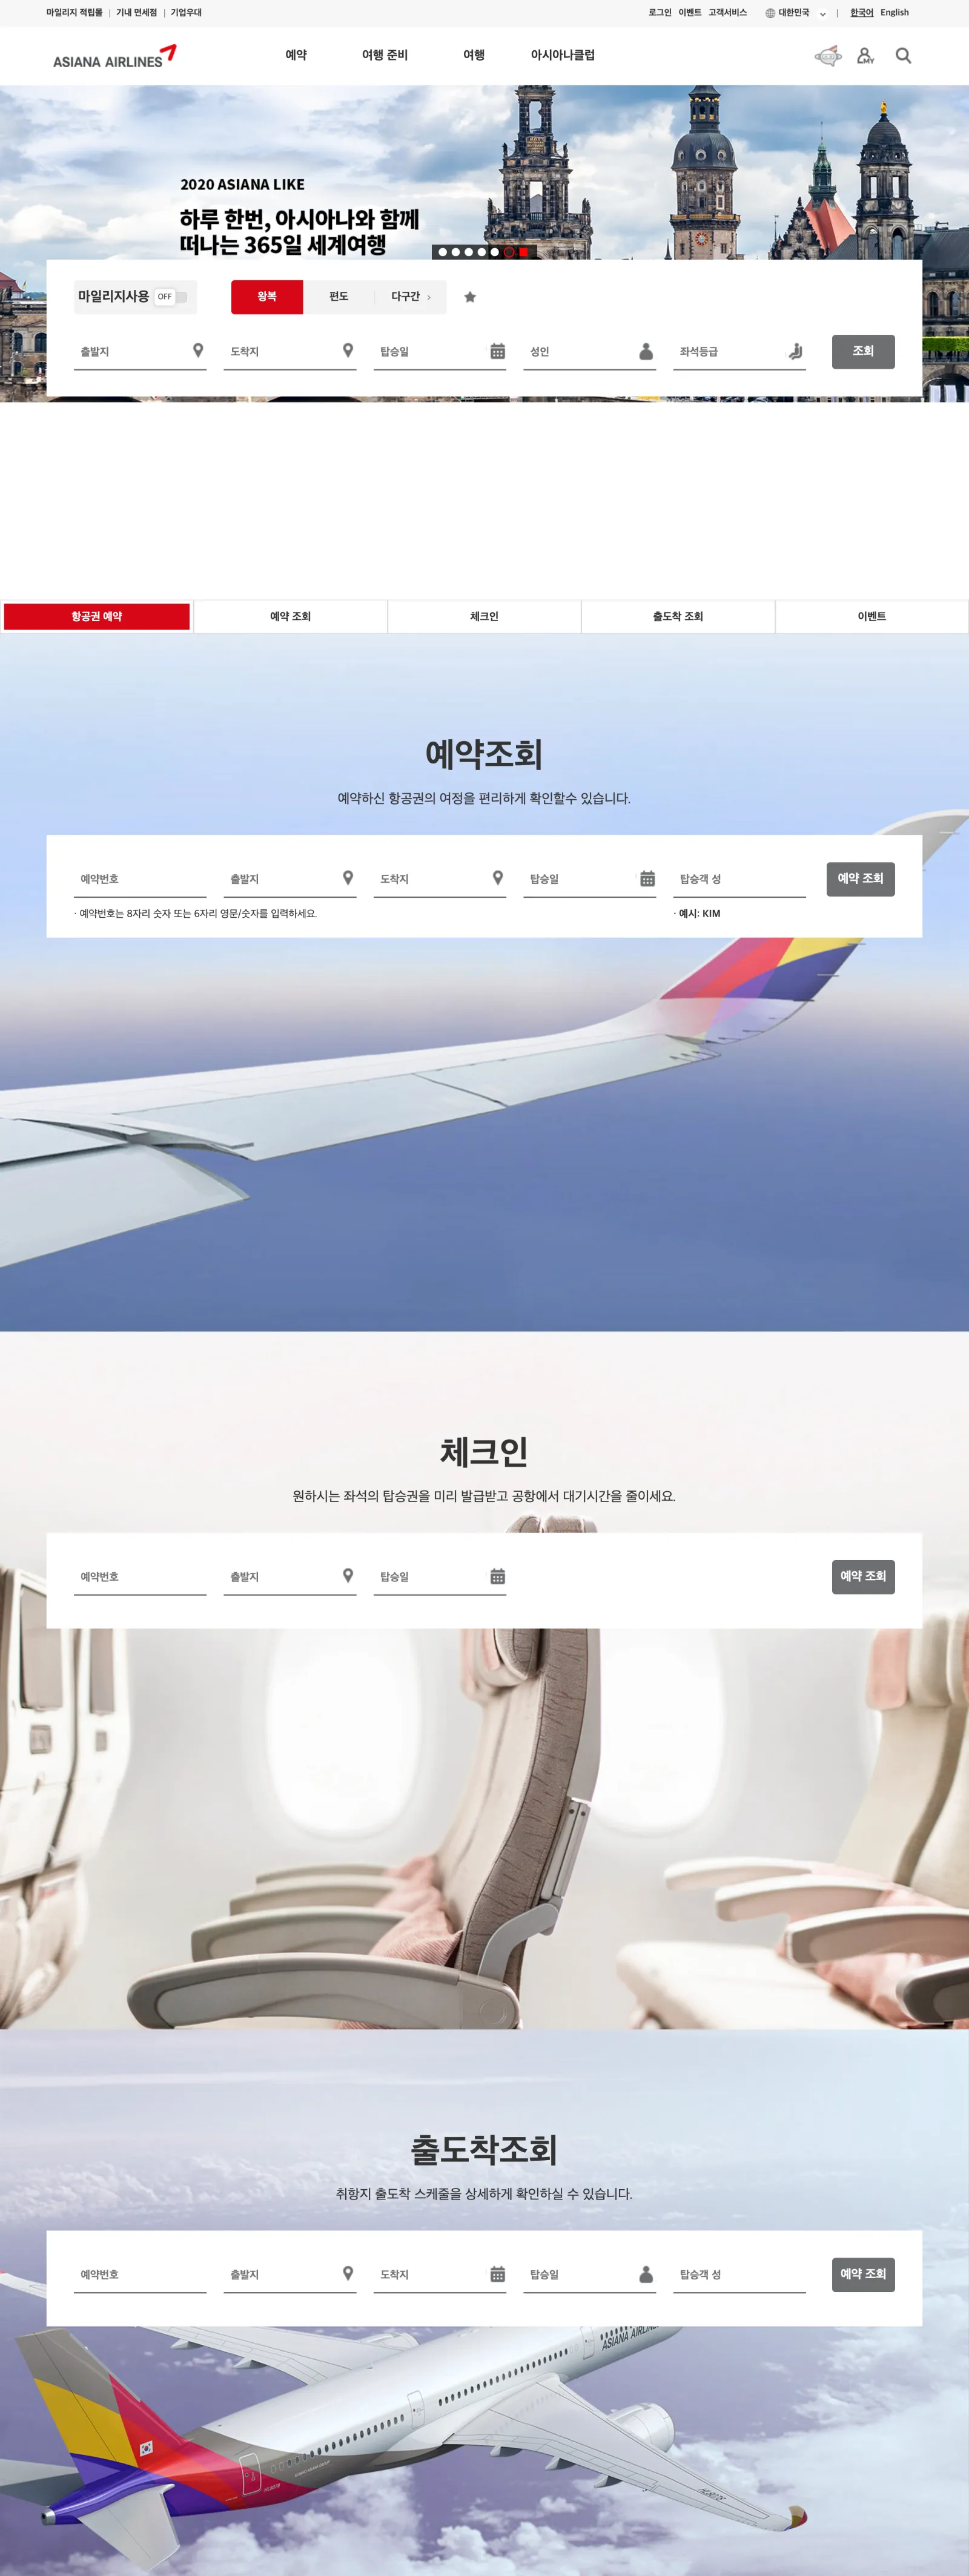 마일리지 적립몰 | 기내 면세점 | 기업우대
로그인 이벤트 고객서비스 대한민국 | 한국어 English
ASIANA AIRLINES
예약 여행 준비 여행 아시아나클럽
MY
2020 ASIANA LIKE
하루 한번, 아시아나와 함께
떠나는 365일 세계여행
마일리지사용 OFF 왕복 편도 다구간
출발지 도착지 탑승일 성인 좌석등급 조회
항공권 예약 예약 조회 체크인 출도착 조회 이벤트
예약조회
예약하신 항공권의 여정을 편리하게 확인할수 있습니다.
예약번호 출발지 도착지 탑승일 탑승객 성 예약 조회
· 예약번호는 8자리 숫자 또는 6자리 영문/숫자를 입력하세요.
· 예시: KIM
체크인
원하시는 좌석의 탑승권을 미리 발급받고 공항에서 대기시간을 줄이세요.
예약번호 출발지 탑승일 예약 조회
출도착조회
취항지 출도착 스케줄을 상세하게 확인하실 수 있습니다.
예약번호 출발지 도착지 탑승일 탑승객 성 예약 조회
ASIANA AIRLINES